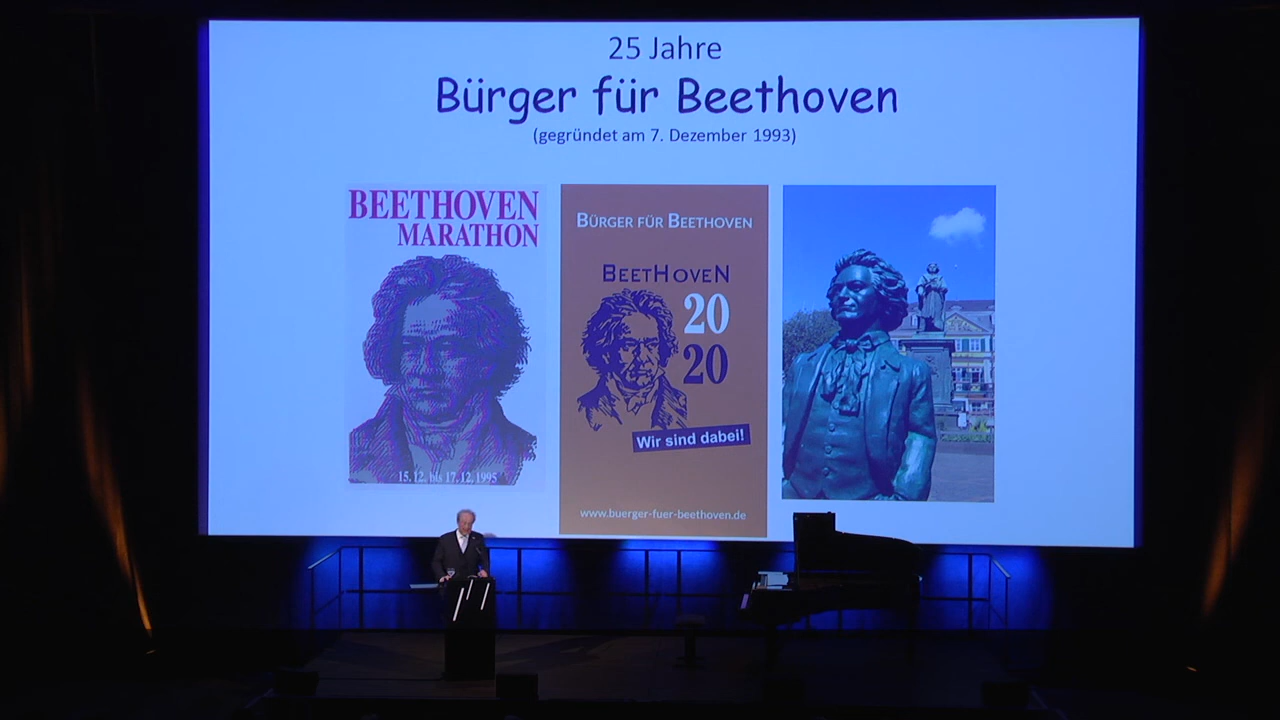 25 Jahre
Bürger für Beethoven
(gegründet am 7. Dezember 1993)
BEETHOVEN
MARATHON
15. 12. bis 17. 12. 1995
BÜRGER FÜR BEETHOVEN
BEETHOVEN
20
20
Wir sind dabei!
www.buerger-fuer-beethoven.de